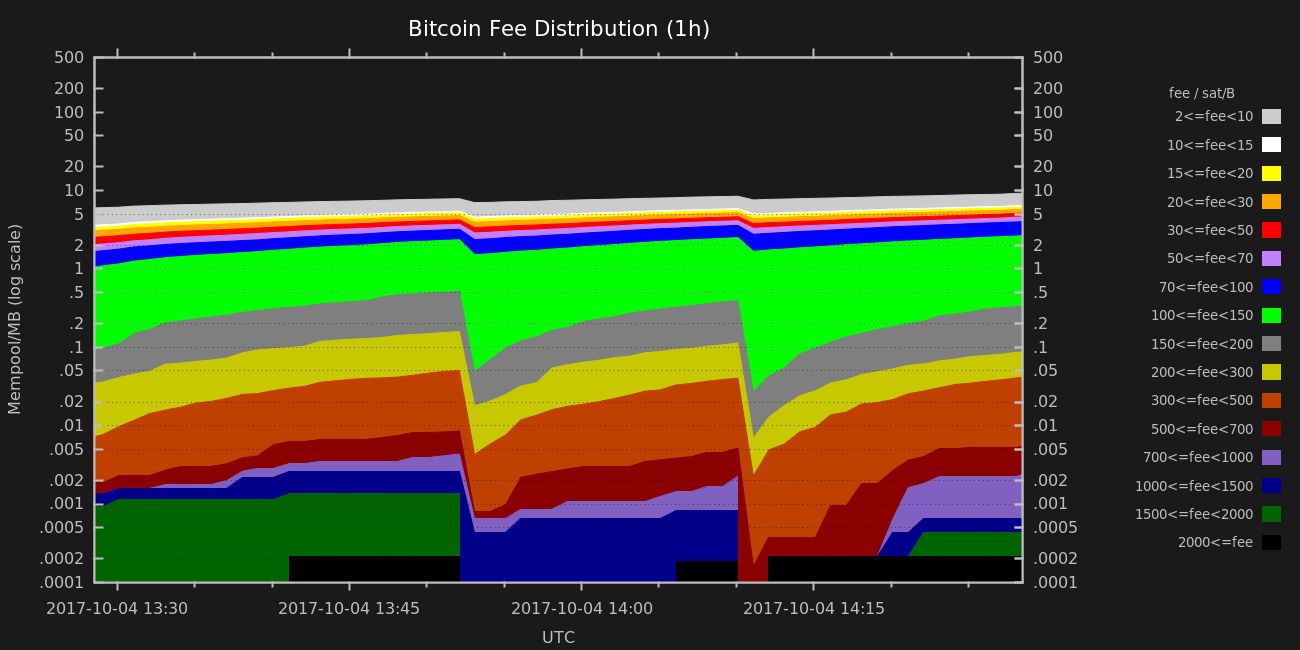 Bitcoin Fee Distribution (1h)
Mempool/MB (log scale)
500
200
100
50
20
10
5
2
1
.5
.2
.1
.05
.02
.01
.005
.002
.001
.0005
.0002
.0001
500
200
100
50
20
10
5
2
1
.5
.2
.1
.05
.02
.01
.005
.002
.001
.0005
.0002
.0001
2017-10-04 13:30 2017-10-04 13:45 2017-10-04 14:00 2017-10-04 14:15
UTC
fee / sat/B
2<=fee<10
10<=fee<15
15<=fee<20
20<=fee<30
30<=fee<50
50<=fee<70
70<=fee<100
100<=fee<150
150<=fee<200
200<=fee<300
300<=fee<500
500<=fee<700
700<=fee<1000
1000<=fee<1500
1500<=fee<2000
2000<=fee